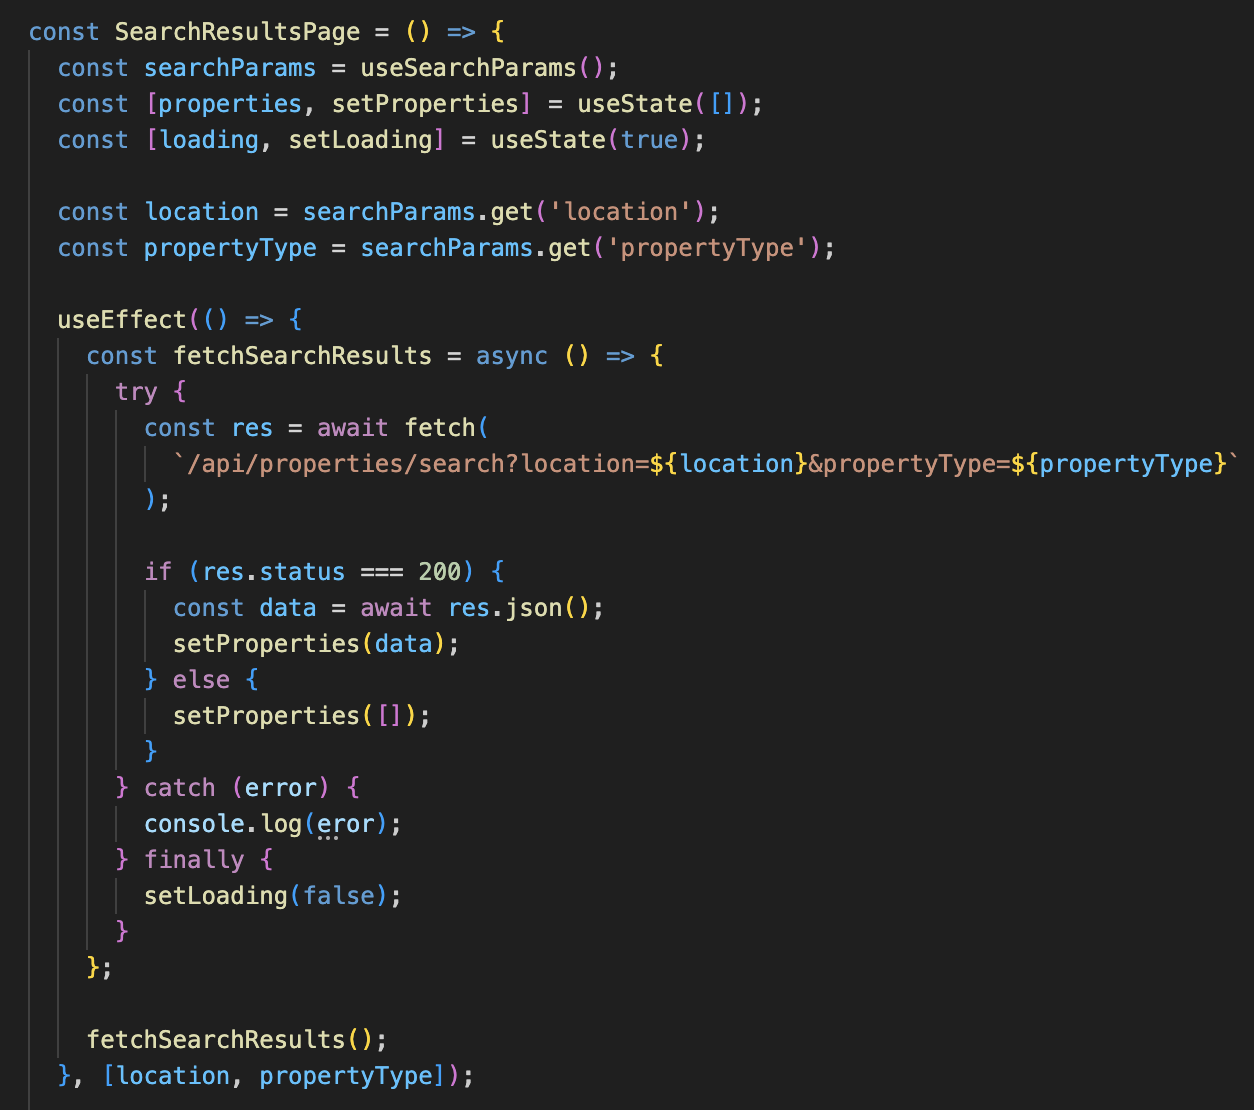 const SearchResultsPage = () => {
  const searchParams = useSearchParams();
  const [properties, setProperties] = useState([]);
  const [loading, setLoading] = useState(true);

  const location = searchParams.get('location');
  const propertyType = searchParams.get('propertyType');

  useEffect(() => {
    const fetchSearchResults = async () => {
      try {
        const res = await fetch(
          `/api/properties/search?location=${location}&propertyType=${propertyType}`
        );

        if (res.status === 200) {
          const data = await res.json();
          setProperties(data);
        } else {
          setProperties([]);
        }
      } catch (error) {
        console.log(eror);
      } finally {
        setLoading(false);
      }
    };

    fetchSearchResults();
  }, [location, propertyType]);